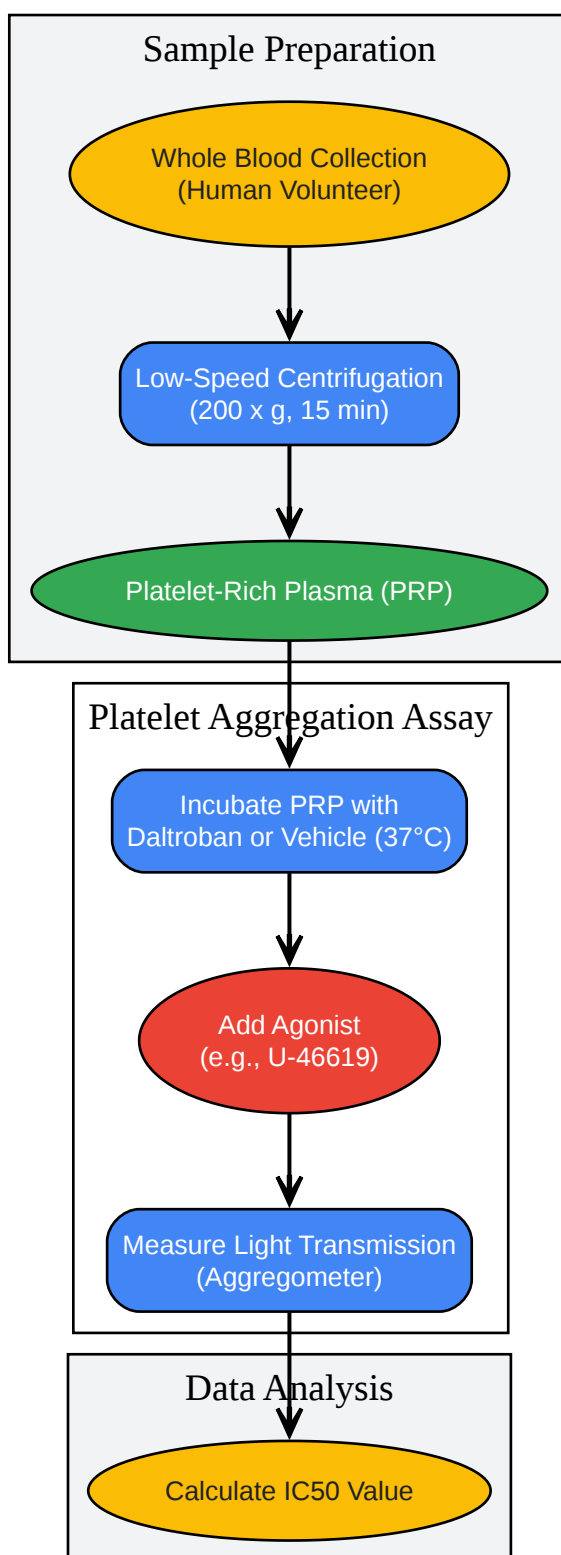 Sample Preparation
Whole Blood Collection
(Human Volunteer)
Low-Speed Centrifugation
(200 x g, 15 min)
Platelet-Rich Plasma (PRP)
Platelet Aggregation Assay
Incubate PRP with
Daltroban or Vehicle (37°C)
Add Agonist
(e.g., U-46619)
Measure Light Transmission
(Aggregometer)
Data Analysis
Calculate IC50 Value